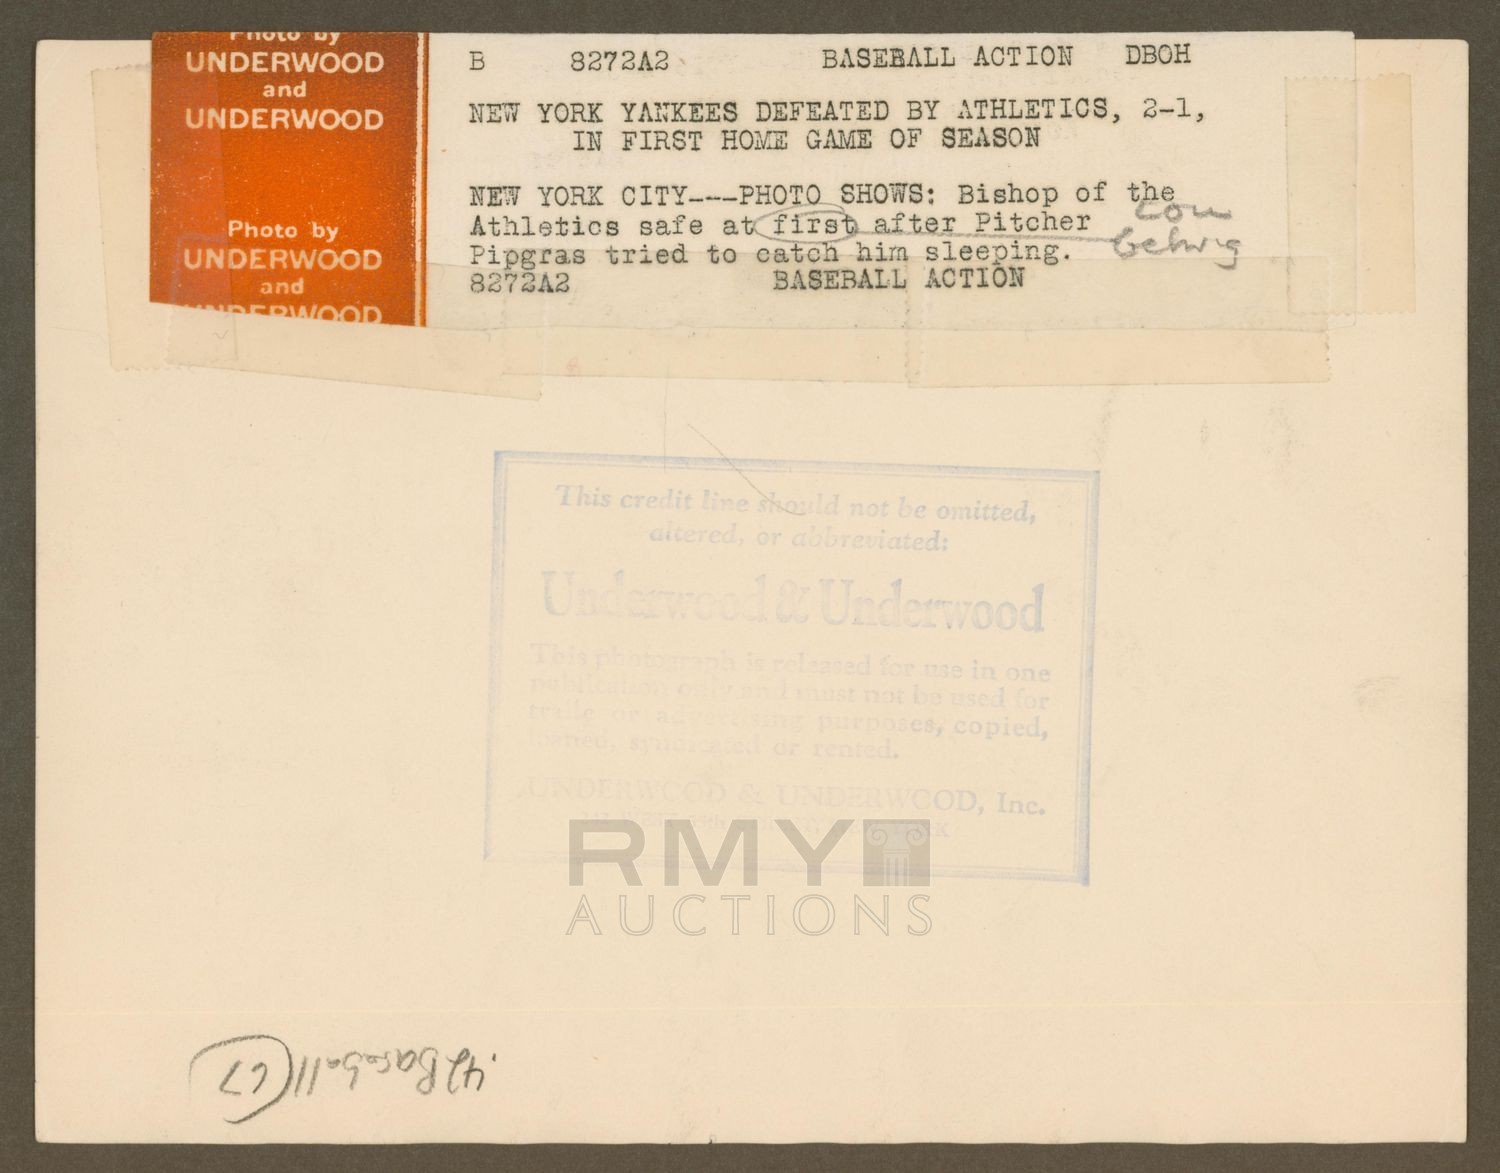 Photo by
UNDERWOOD
and
UNDERWOOD
Photo by
UNDERWOOD
and
UNDERWOOD
B 8272A2 BASEBALL ACTION DBOH
NEW YORK YANKEES DEFEATED BY ATHLETICS, 2-1,
IN FIRST HOME GAME OF SEASON
NEW YORK CITY---PHOTO SHOWS: Bishop of the
Athletics safe at first after Pitcher
Pipgras tried to catch him sleeping.
8272A2 BASEBALL ACTION
This credit line should not be omitted,
altered, or abbreviated:
Underwood & Underwood
This photograph is released for use in one
publication only and must not be used for
trade or advertising purposes, copied,
loaned, syndicated or rented.
UNDERWOOD & UNDERWOOD, Inc.
RMY
AUCTIONS
42 Baseball 67